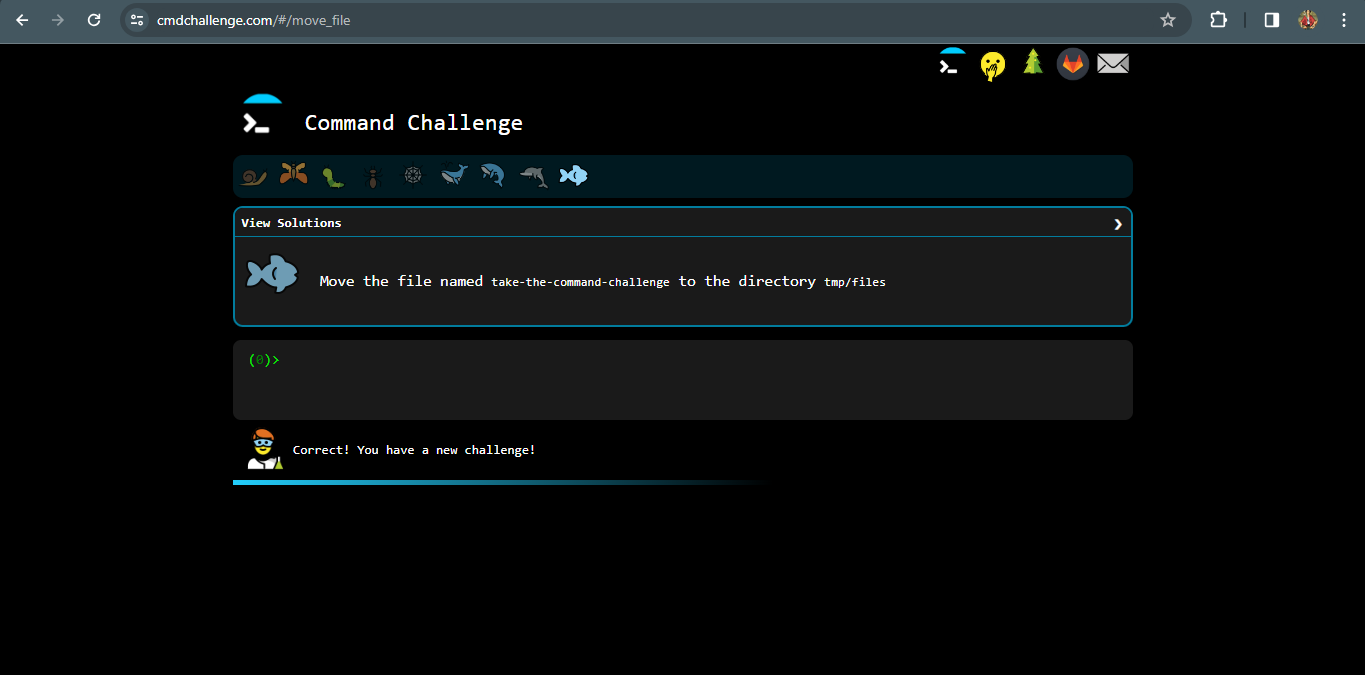 cmdchallenge.com/#/move_file
Command Challenge
View Solutions
Move the file named take-the-command-challenge to the directory tmp/files
(0)>
Correct! You have a new challenge!